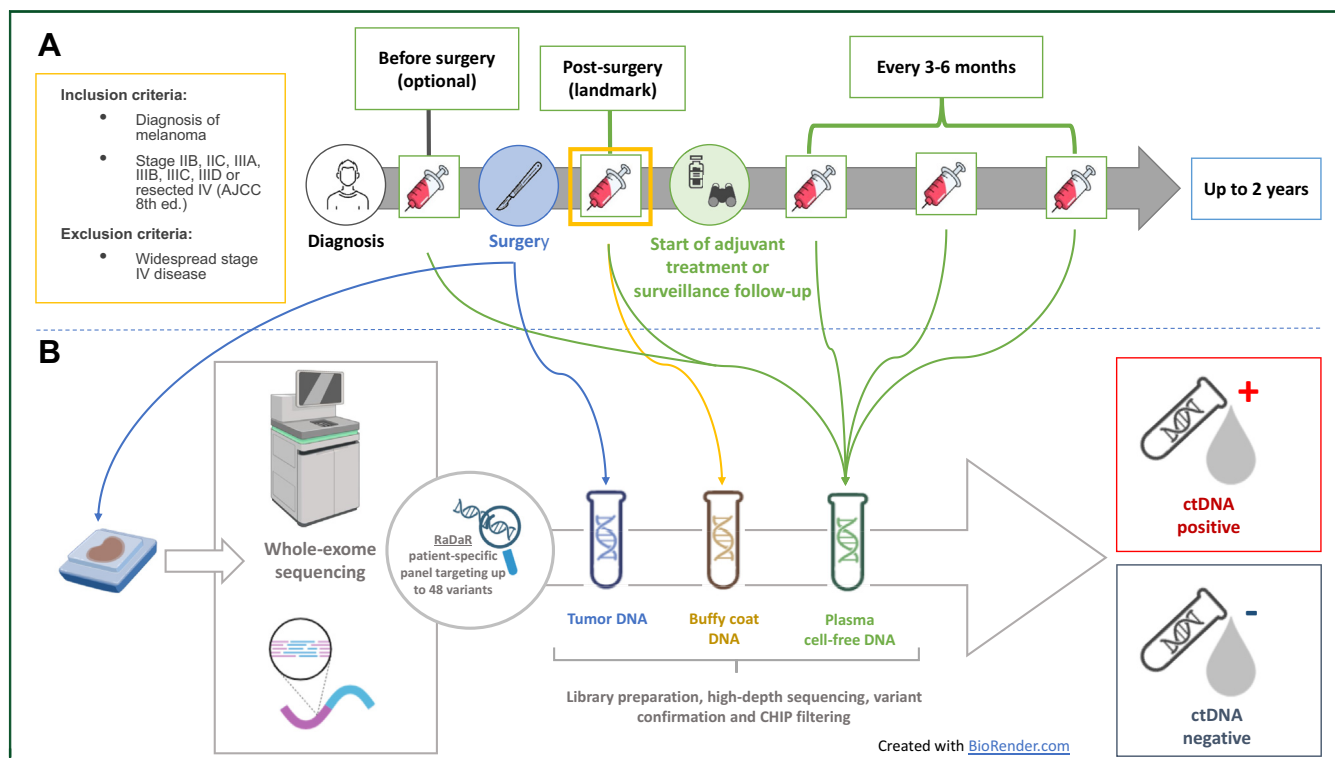 A
Inclusion criteria:
• Diagnosis of
melanoma
• Stage IIB, IIC, IIIA,
IIIB, IIIC, IIID or
resected IV (AJCC
8th ed.)
Exclusion criteria:
• Widespread stage
IV disease
Before surgery
(optional)
Post-surgery
(landmark)
Every 3-6 months
Diagnosis
Surgery
Start of adjuvant
treatment or
surveillance follow-up
Up to 2 years
B
Whole-exome
sequencing
RaDaR
patient-specific
panel targeting up
to 48 variants
Tumor DNA
Buffy coat
DNA
Plasma
cell-free DNA
Library preparation, high-depth sequencing, variant
confirmation and CHIP filtering
+
ctDNA
positive
-
ctDNA
negative
Created with BioRender.com